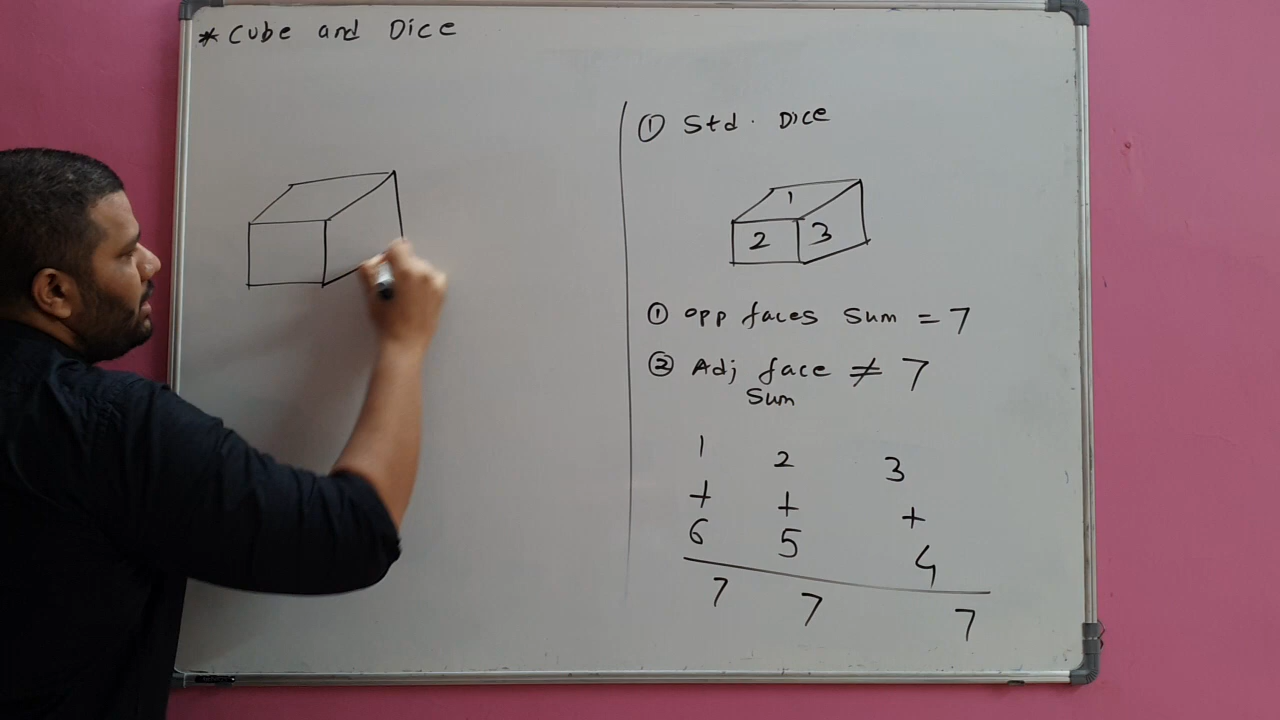 * Cube and Dice
① Std. Dice
1
2 3
① opp faces sum = 7
② Adj face ≠ 7
sum
1 2 3
+ + +
6 5 4
7 7 7